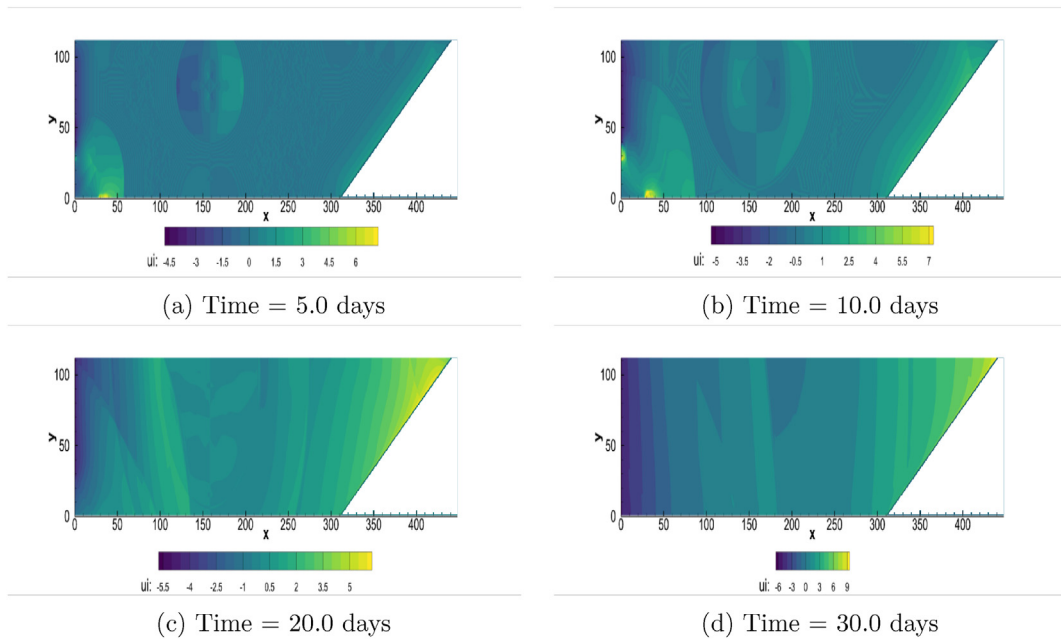 100
50
0
y
0 50 100 150 200 250 300 350 400
x
ui: -4.5 -3 -1.5 0 1.5 3 4.5 6
(a) Time = 5.0 days
100
50
0
y
0 50 100 150 200 250 300 350 400
x
ui: -5 -3.5 -2 -0.5 1 2.5 4 5.5 7
(b) Time = 10.0 days
100
50
0
y
0 50 100 150 200 250 300 350 400
x
ui: -5.5 -4 -2.5 -1 0.5 2 3.5 5
(c) Time = 20.0 days
100
50
0
y
0 50 100 150 200 250 300 350 400
x
ui: -6 -3 0 3 6 9
(d) Time = 30.0 days